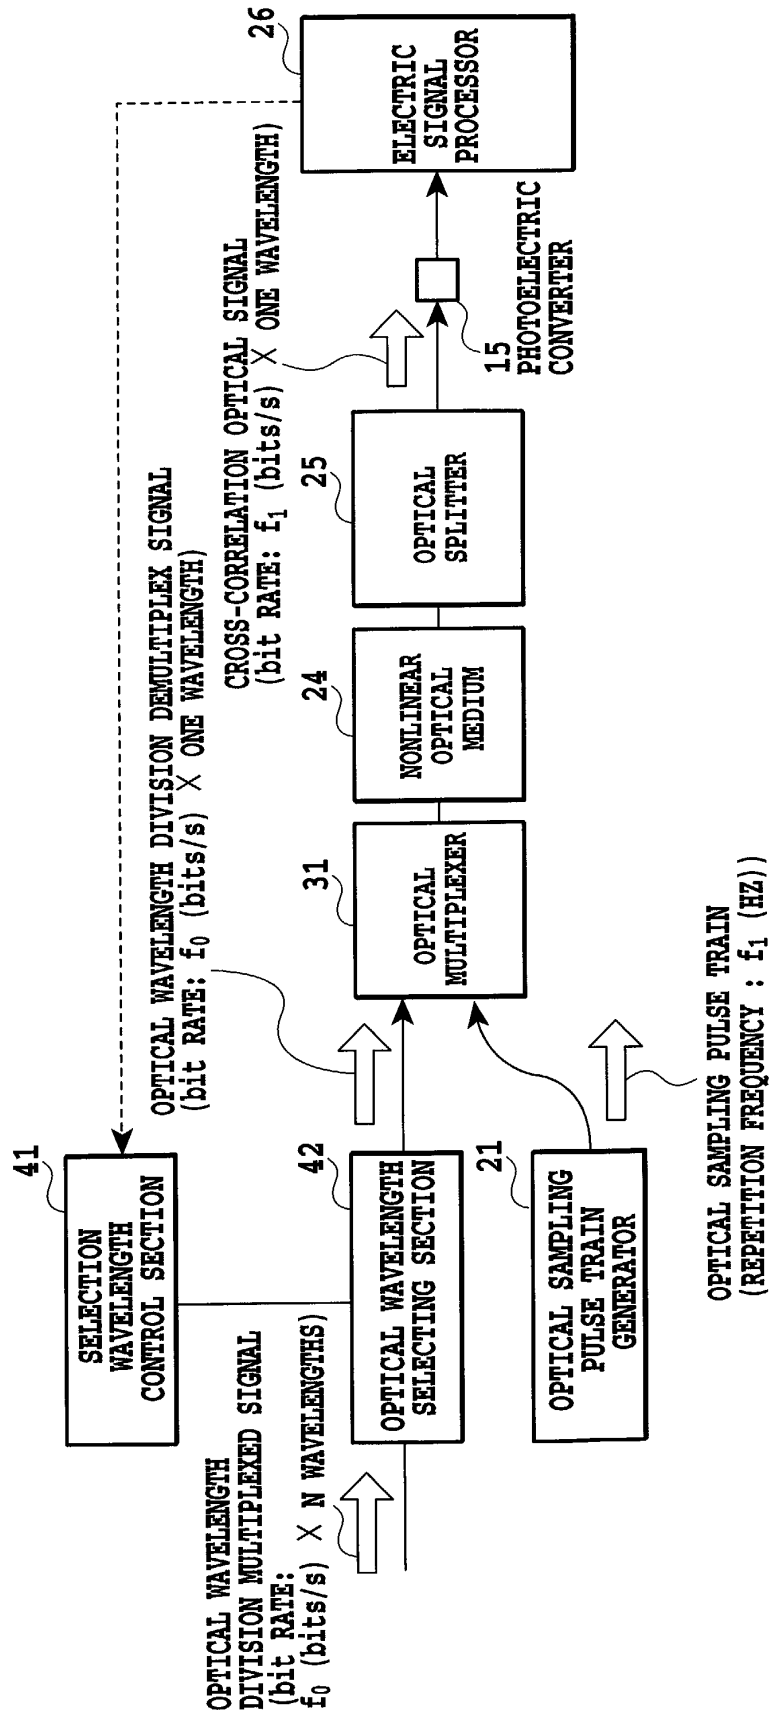 41
SELECTION
WAVELENGTH
CONTROL SECTION
OPTICAL WAVELENGTH
DIVISION MULTIPLEXED SIGNAL
(bit RATE:
f0 (bits/s) × N WAVELENGTHS)
42
OPTICAL WAVELENGTH
SELECTING SECTION
OPTICAL WAVELENGTH DIVISION DEMULTIPLEX SIGNAL
(bit RATE: f0 (bits/s) × ONE WAVELENGTH)
21
OPTICAL SAMPLING
PULSE TRAIN
GENERATOR
OPTICAL SAMPLING PULSE TRAIN
(REPETITION FREQUENCY : f1 (HZ))
31
OPTICAL
MULTIPLEXER
24
NONLINEAR
OPTICAL
MEDIUM
25
OPTICAL
SPLITTER
CROSS-CORRELATION OPTICAL SIGNAL
(bit RATE: f1 (bits/s) × ONE WAVELENGTH)
15
PHOTOELECTRIC
CONVERTER
26
ELECTRIC
SIGNAL
PROCESSOR